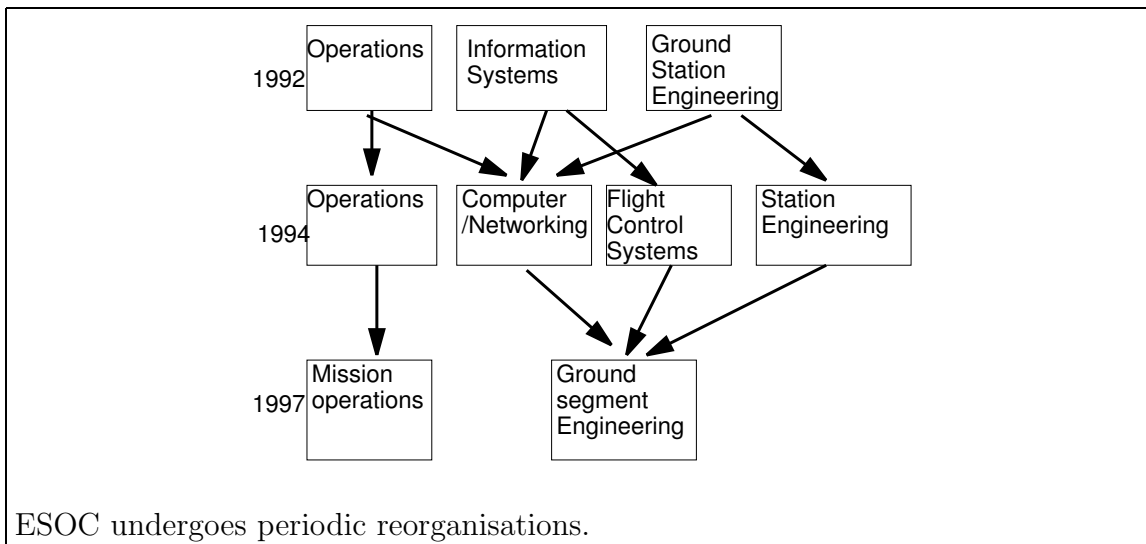 1992
Operations
Information
Systems
Ground
Station
Engineering
1994
Operations
Computer
/Networking
Flight
Control
Systems
Station
Engineering
1997
Mission
operations
Ground
segment
Engineering
ESOC undergoes periodic reorganisations.